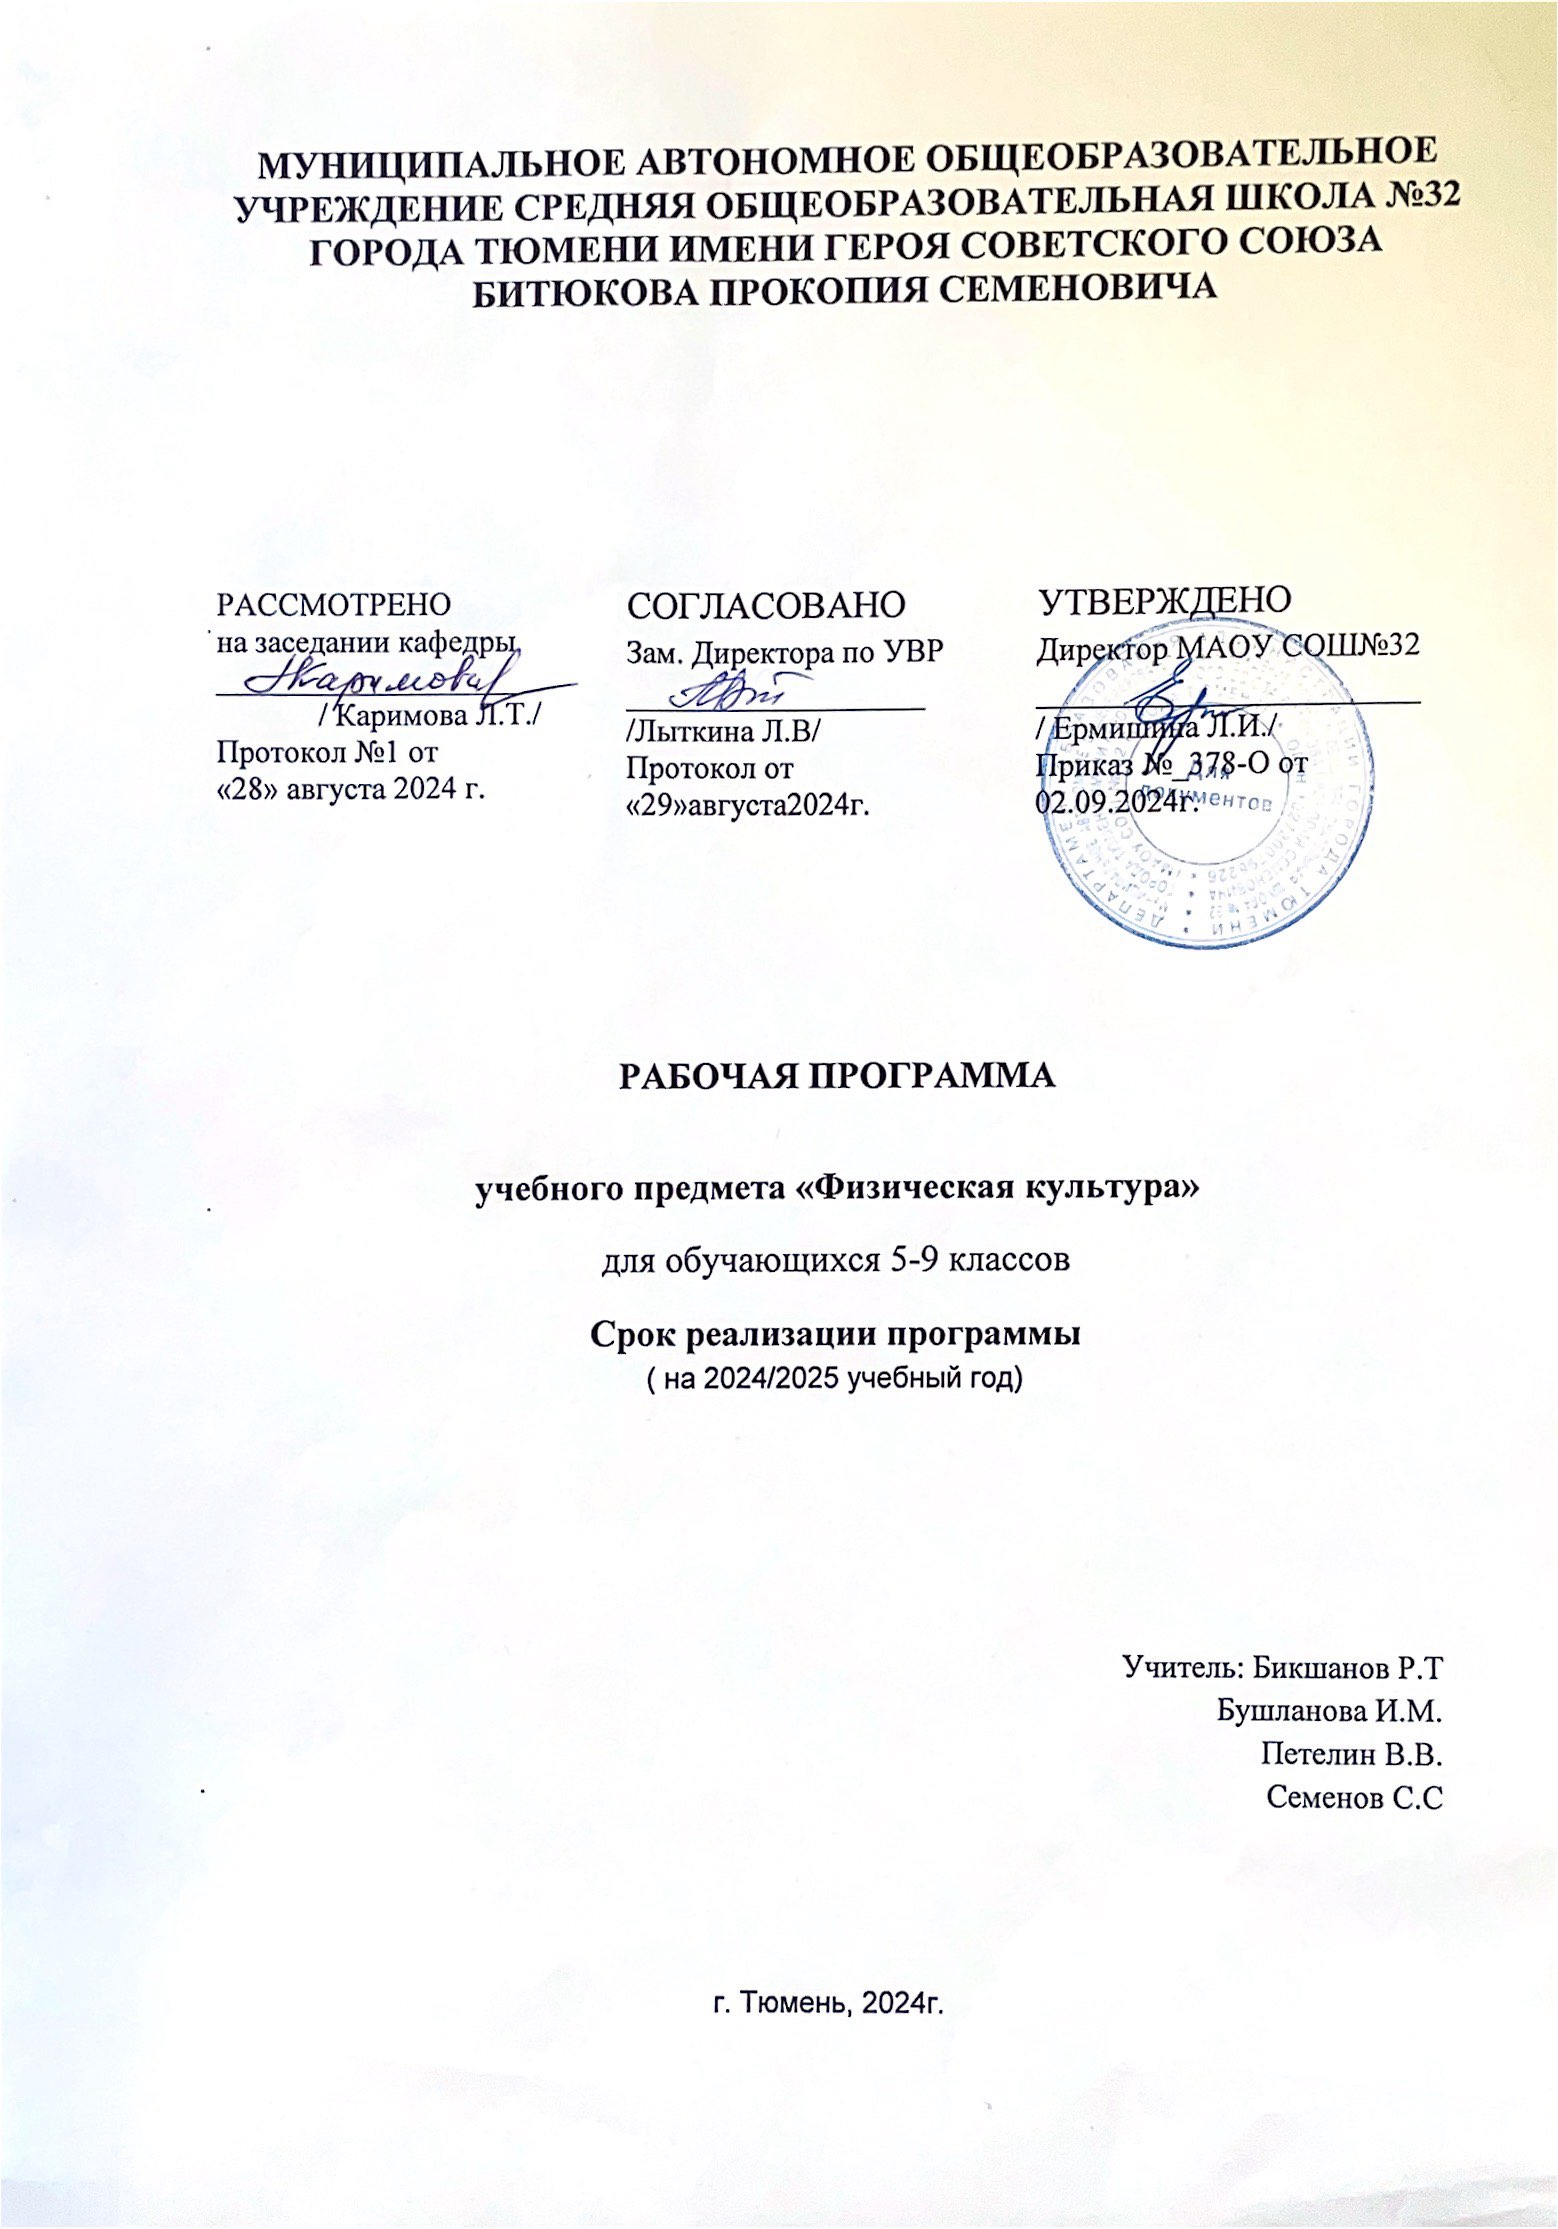 МУНИЦИПАЛЬНОЕ АВТОНОМНОЕ ОБЩЕОБРАЗОВАТЕЛЬНОЕ
УЧРЕЖДЕНИЕ СРЕДНЯЯ ОБЩЕОБРАЗОВАТЕЛЬНАЯ ШКОЛА №32
ГОРОДА ТЮМЕНИ ИМЕНИ ГЕРОЯ СОВЕТСКОГО СОЮЗА
БИТЮКОВА ПРОКОПИЯ СЕМЕНОВИЧА
РАССМОТРЕНО
на заседании кафедры,
Каримова
/ Каримова Л.Т./
Протокол №1 от
«28» августа 2024 г.
СОГЛАСОВАНО
Зам. Директора по УВР
/Лыткина Л.В/
Протокол от
«29»августа2024г.
УТВЕРЖДЕНО
Директор МАОУ СОШ№32
/ Ермишина Л.И./
Приказ №_378-О от
02.09.2024г.
Для
документов
РАБОЧАЯ ПРОГРАММА
учебного предмета «Физическая культура»
для обучающихся 5-9 классов
Срок реализации программы
( на 2024/2025 учебный год)
Учитель: Бикшанов Р.Т
Бушланова И.М.
Петелин В.В.
Семенов С.С
г. Тюмень, 2024г.